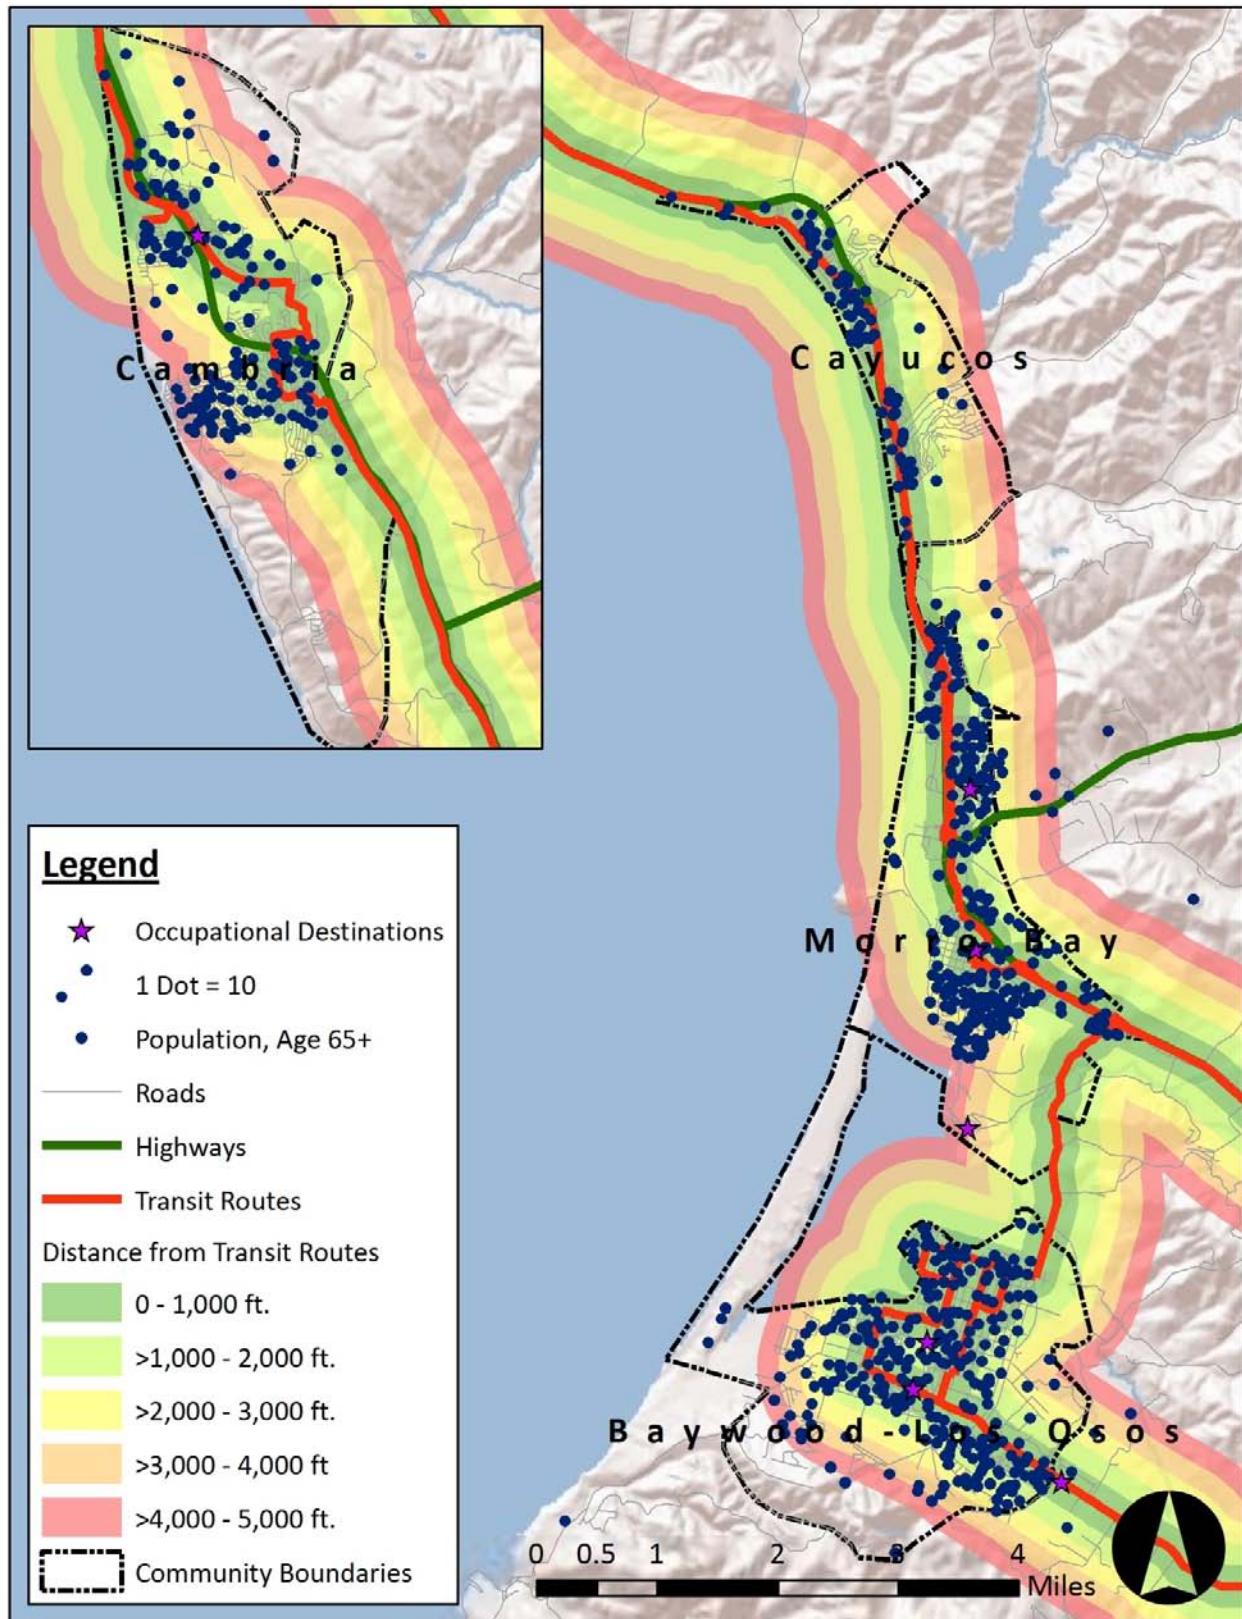 Cambria
Cayucos
Morro Bay
Baywood-Los Osos
Legend
Occupational Destinations
1 Dot = 10
Population, Age 65+
Roads
Highways
Transit Routes
Distance from Transit Routes
0 - 1,000 ft.
>1,000 - 2,000 ft.
>2,000 - 3,000 ft.
>3,000 - 4,000 ft
>4,000 - 5,000 ft.
Community Boundaries
0 0.5 1 2 3 4
Miles